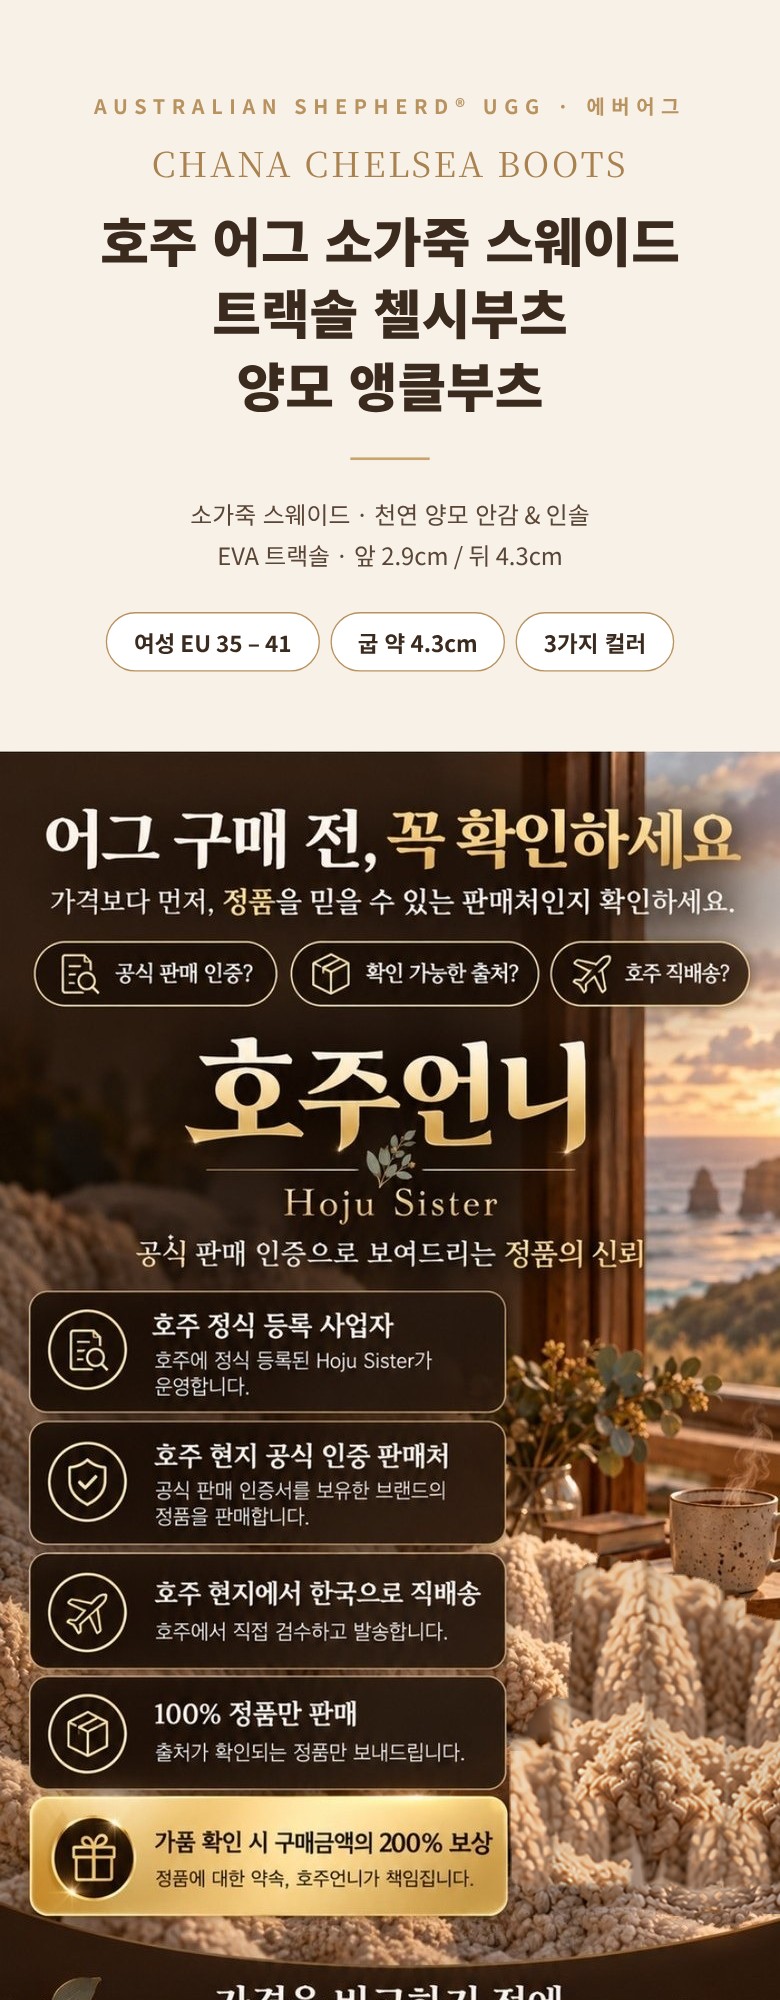 AUSTRALIAN SHEPHERD® UGG · 에버어그
CHANA CHELSEA BOOTS
호주 어그 소가죽 스웨이드
트랙솔 첼시부츠
양모 앵클부츠
소가죽 스웨이드 · 천연 양모 안감 & 인솔
EVA 트랙솔 · 앞 2.9cm / 뒤 4.3cm
여성 EU 35 – 41
굽 약 4.3cm
3가지 컬러
어그 구매 전, 꼭 확인하세요
가격보다 먼저, 정품을 믿을 수 있는 판매처인지 확인하세요.
공식 판매 인증?
확인 가능한 출처?
호주 직배송?
호주언니
Hoju Sister
공식 판매 인증으로 보여드리는 정품의 신뢰
호주 정식 등록 사업자
호주에 정식 등록된 Hoju Sister가
운영합니다.
호주 현지 공식 인증 판매처
공식 판매 인증서를 보유한 브랜드의
정품을 판매합니다.
호주 현지에서 한국으로 직배송
호주에서 직접 검수하고 발송합니다.
100% 정품만 판매
출처가 확인되는 정품만 보내드립니다.
가품 확인 시 구매금액의 200% 보상
정품에 대한 약속, 호주언니가 책임집니다.
가격을 비교하기 전에